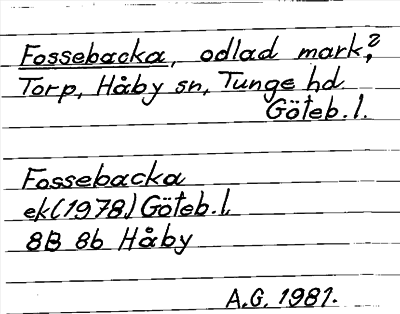 Fossebacka, odlad mark,?
Torp, Håby sn, Tunge hd.
Göteb.l.
Fossebacka
ek(1978) Göteb.l.
8B 8b Håby
A.G. 1981.